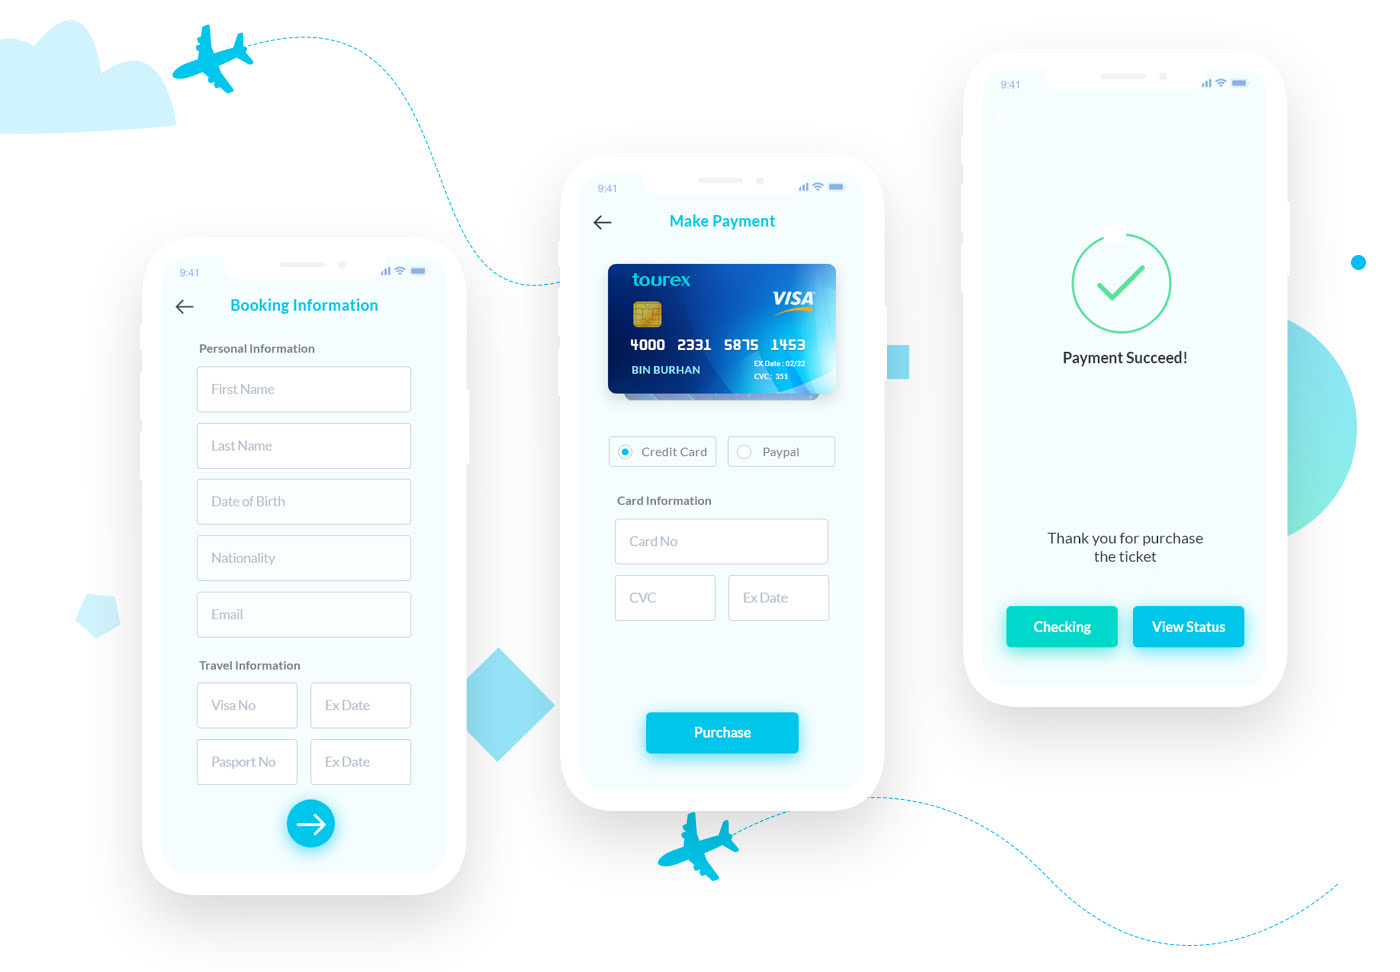 9:41
Booking Information
Personal Information
First Name
Last Name
Date of Birth
Nationality
Email
Travel Information
Visa No
Ex Date
Pasport No
Ex Date
9:41
Make Payment
tourex
VISA
4000 2331 5875 1453
EX Date : 02/22
BIN BURHAN
CVC : 351
Credit Card
Paypal
Card Information
Card No
CVC
Ex Date
Purchase
9:41
Payment Succeed!
Thank you for purchase
the ticket
Checking
View Status